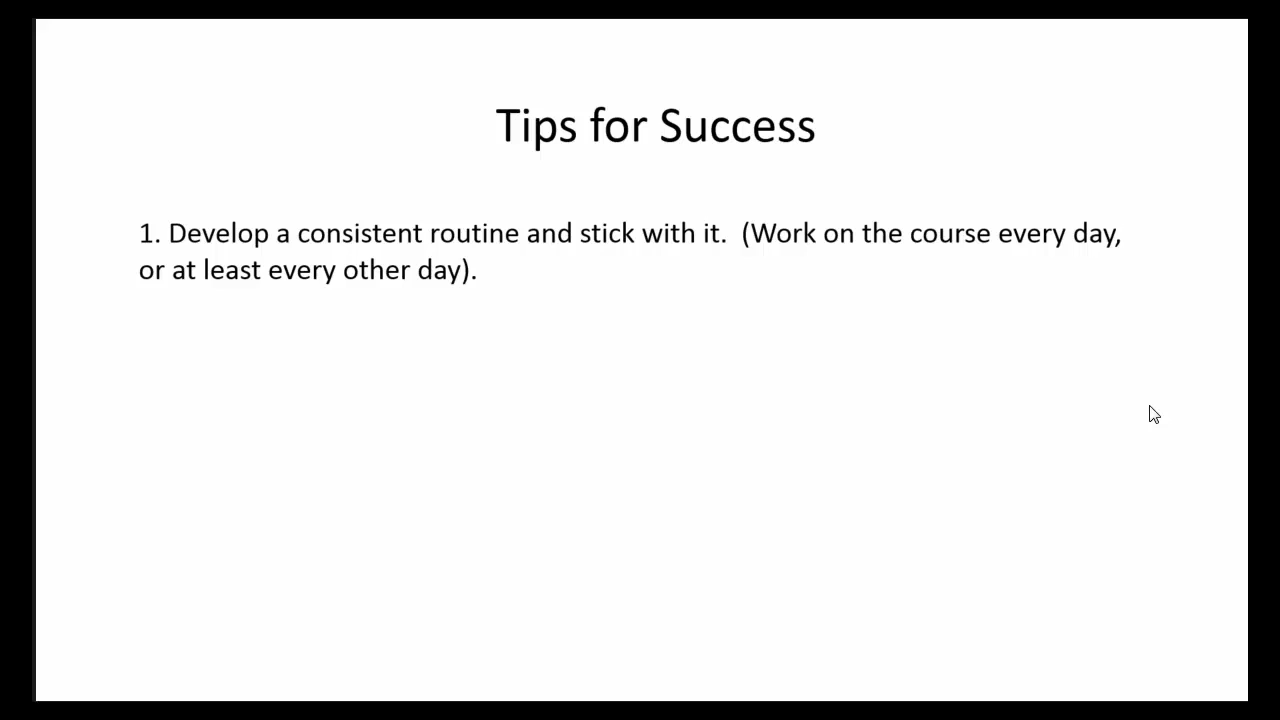 Tips for Success
1. Develop a consistent routine and stick with it.  (Work on the course every day,
or at least every other day).